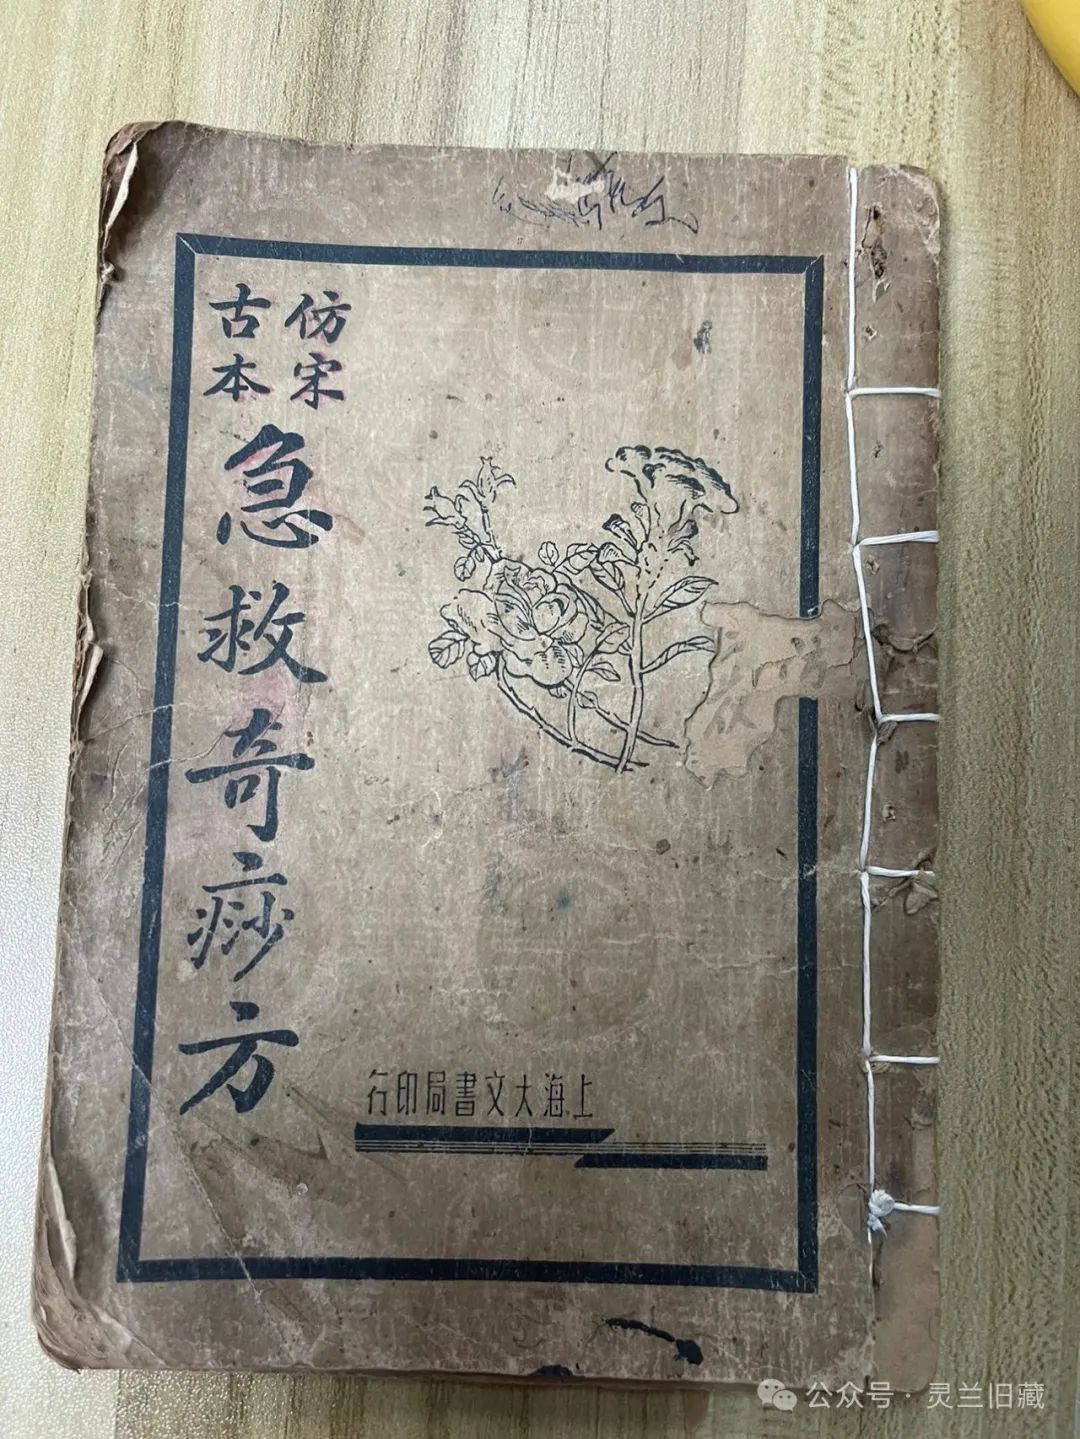 仿宋
古本
急救奇痧方
上海大文書局印行
公众号·灵兰旧藏